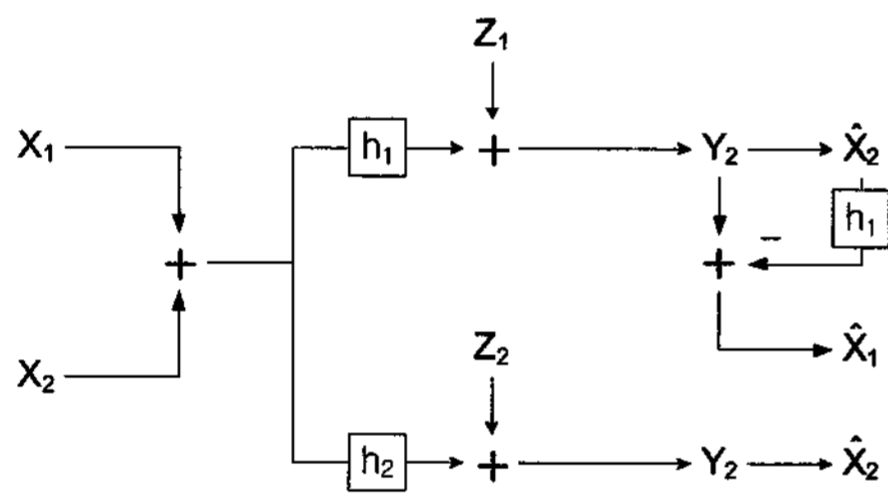 Z₁
X₁ h₁ + Y₂ X̂₂
h₁
+ + −
X̂₁
X₂ Z₂
h₂ + Y₂ X̂₂